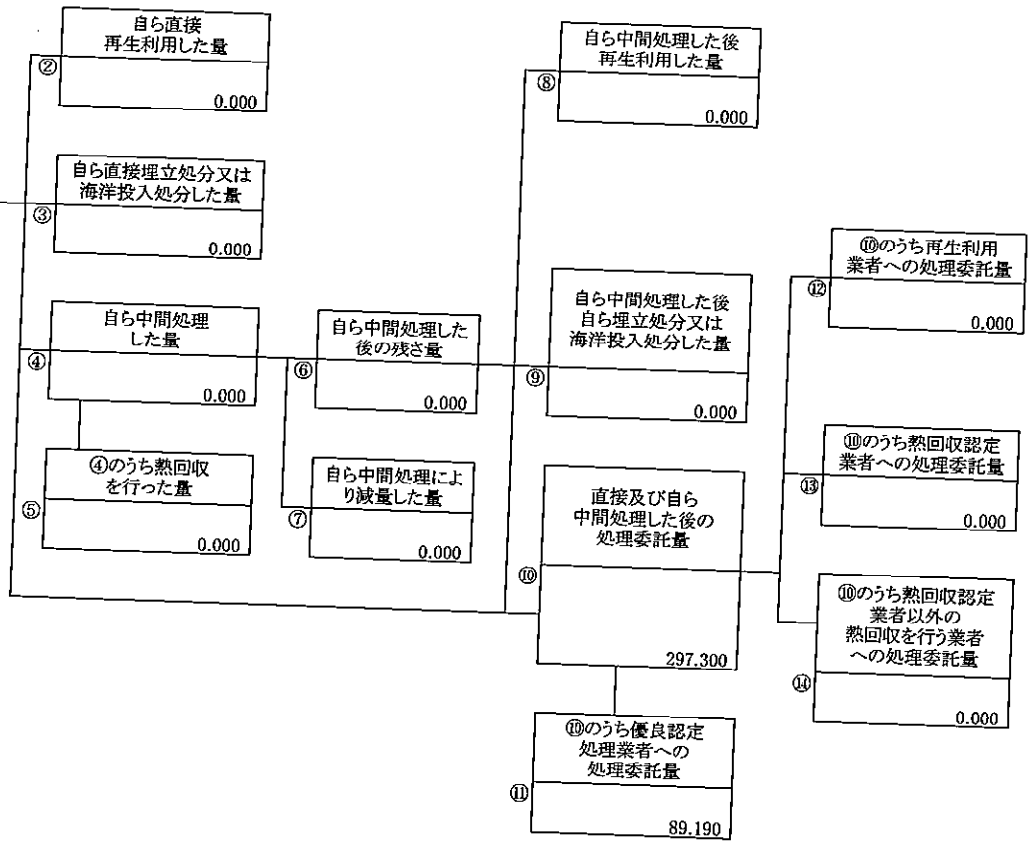 自ら直接
再生利用した量
②
0.000
自ら直接埋立処分又は
海洋投入処分した量
③
0.000
自ら中間処理
した量
④
0.000
④のうち熱回収
を行った量
⑤
0.000
自ら中間処理した
後の残さ量
⑥
0.000
自ら中間処理によ
り減量した量
⑦
0.000
自ら中間処理した後
再生利用した量
⑧
0.000
自ら中間処理した後
自ら埋立処分又は
海洋投入処分した量
⑨
0.000
直接及び自ら
中間処理した後の
処理委託量
⑩
297.300
⑩のうち優良認定
処理業者への
処理委託量
⑪
89.190
⑩のうち再生利用
業者への処理委託量
⑫
0.000
⑩のうち熱回収認定
業者への処理委託量
⑬
0.000
⑩のうち熱回収認定
業者以外の
熱回収を行う業者
への処理委託量
⑭
0.000